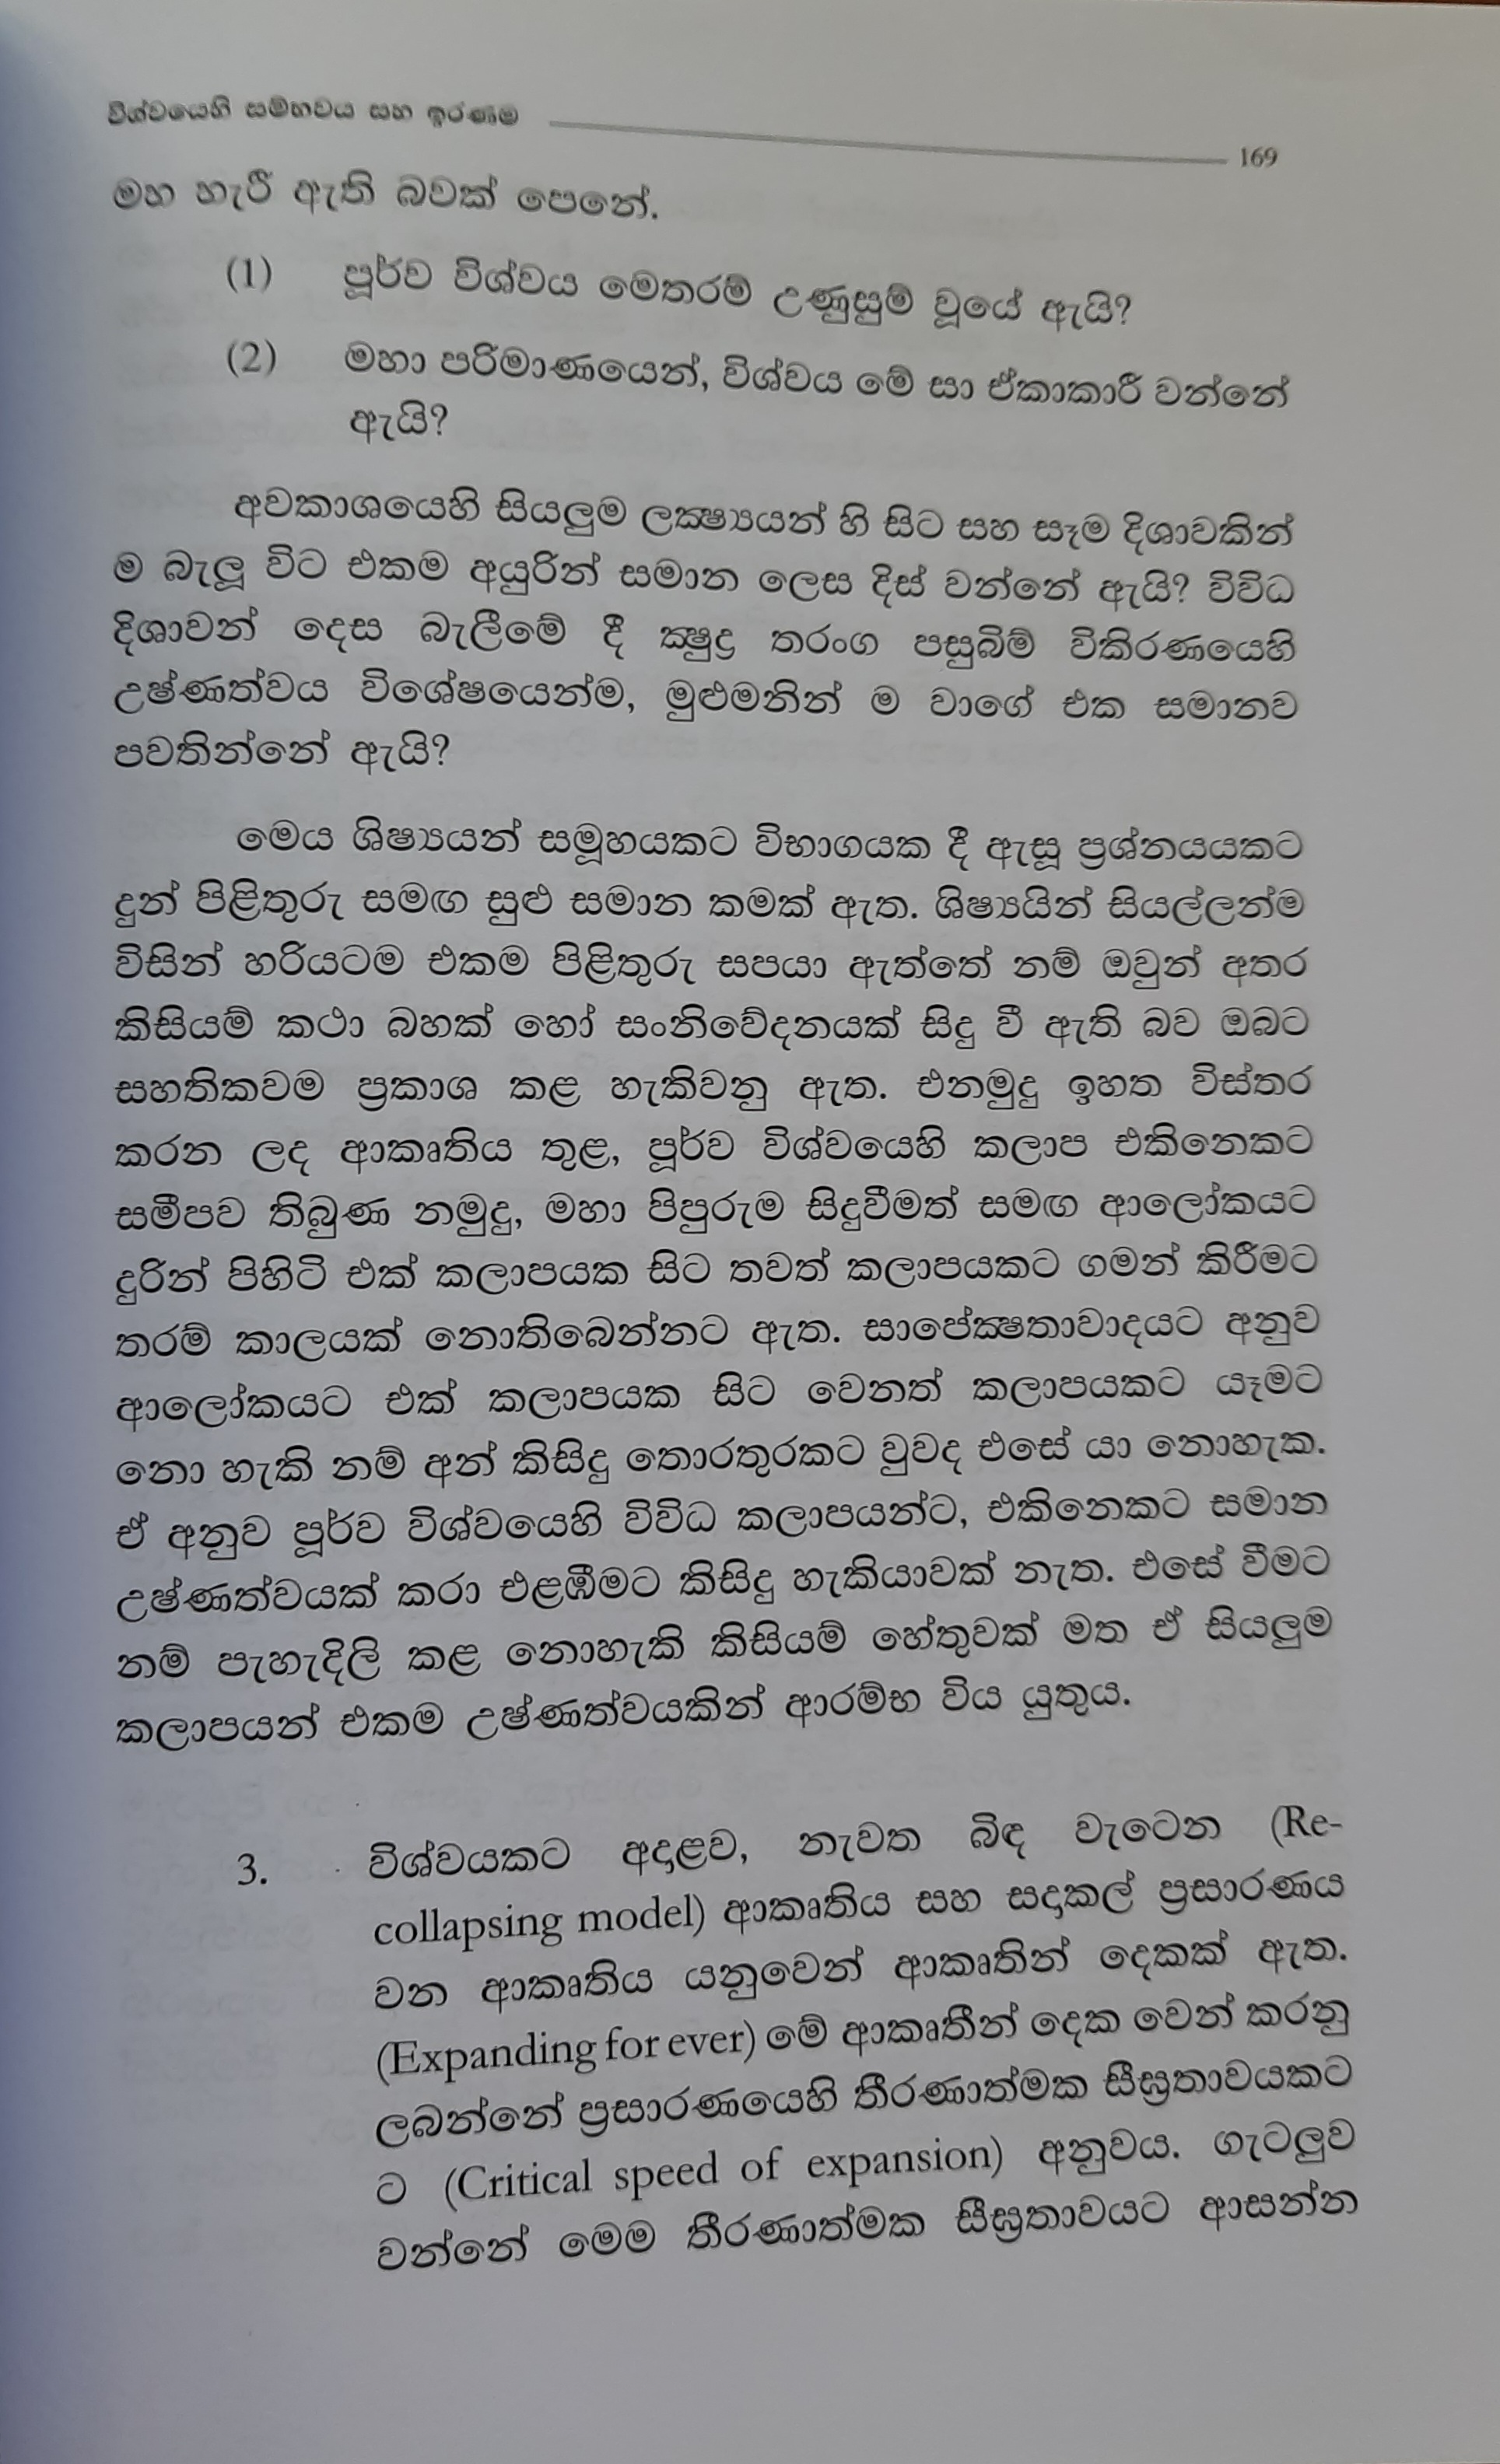 විශ්වයෙහි සම්භවය සහ ඉරණම
169
මහ හැරී ඇති බවක් පෙනේ.
(1) පූර්ව විශ්වය මෙතරම් උණුසුම් වූයේ ඇයි?
(2) මහා පරිමාණයෙන්, විශ්වය මේ සා ඒකාකාරී වන්නේ
ඇයි?
අවකාශයෙහි සියලුම ලක්‍ෂ්‍යයන් හි සිට සහ සෑම දිශාවකින්
ම බැලූ විට එකම අයුරින් සමාන ලෙස දිස් වන්නේ ඇයි? විවිධ
දිශාවන් දෙස බැලීමේ දී ක්‍ෂුද්‍ර තරංග පසුබිම් විකිරණයෙහි
උෂ්ණත්වය විශේෂයෙන්ම, මුළුමනින් ම වාගේ එක සමානව
පවතින්නේ ඇයි?
මෙය ශිෂ්‍යයන් සමූහයකට විභාගයක දී ඇසූ ප්‍රශ්නයයකට
දුන් පිළිතුරු සමඟ සුළු සමාන කමක් ඇත. ශිෂ්‍යයින් සියල්ලන්ම
විසින් හරියටම එකම පිළිතුරු සපයා ඇත්තේ නම් ඔවුන් අතර
කිසියම් කථා බහක් හෝ සංනිවේදනයක් සිදු වී ඇති බව ඔබට
සහතිකවම ප්‍රකාශ කළ හැකිවනු ඇත. එනමුදු ඉහත විස්තර
කරන ලද ආකෘතිය තුළ, පූර්ව විශ්වයෙහි කලාප එකිනෙකට
සමීපව තිබුණ නමුදු, මහා පිපුරුම සිදුවීමත් සමඟ ආලෝකයට
දුරින් පිහිටි එක් කලාපයක සිට තවත් කලාපයකට ගමන් කිරීමට
තරම් කාලයක් නොතිබෙන්නට ඇත. සාපේක්‍ෂතාවාදයට අනුව
ආලෝකයට එක් කලාපයක සිට වෙනත් කලාපයකට යෑමට
නො හැකි නම් අන් කිසිදු තොරතුරකට වුවද එසේ යා නොහැක.
ඒ අනුව පූර්ව විශ්වයෙහි විවිධ කලාපයන්ට, එකිනෙකට සමාන
උෂ්ණත්වයක් කරා එළඹීමට කිසිදු හැකියාවක් නැත. එසේ වීමට
නම් පැහැදිලි කළ නොහැකි කිසියම් හේතුවක් මත ඒ සියලුම
කලාපයන් එකම උෂ්ණත්වයකින් ආරම්භ විය යුතුය.
3. විශ්වයකට අදාළව, නැවත බිඳ වැටෙන (Re-
collapsing model) ආකෘතිය සහ සදාකල් ප්‍රසාරණය
වන ආකෘතිය යනුවෙන් ආකෘතින් දෙකක් ඇත.
(Expanding for ever) මේ ආකෘතීන් දෙක වෙන් කරනු
ලබන්නේ ප්‍රසාරණයෙහි තීරණාත්මක සීඝ්‍රතාවයකට
ට (Critical speed of expansion) අනුවය. ගැටලුව
වන්නේ මෙම තීරණාත්මක සීඝ්‍රතාවයට ආසන්න